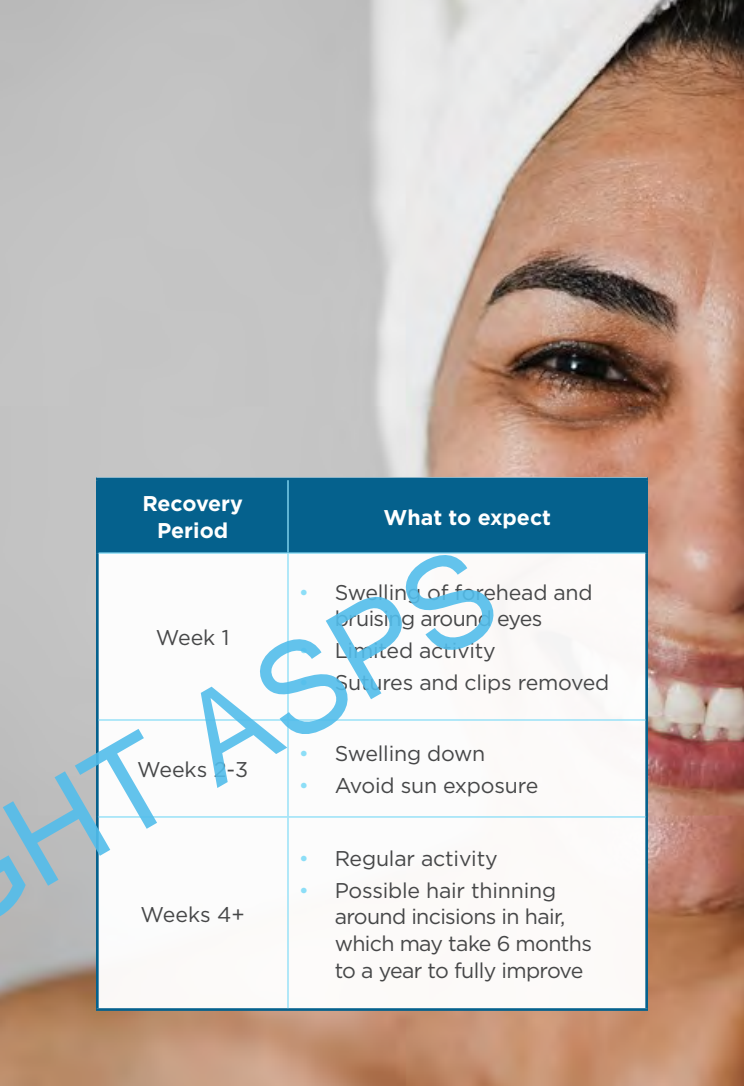 Recovery
Period
What to expect
Week 1
• Swelling of forehead and
bruising around eyes
• Limited activity
• Sutures and clips removed
Weeks 2-3
• Swelling down
• Avoid sun exposure
Weeks 4+
• Regular activity
• Possible hair thinning
around incisions in hair,
which may take 6 months
to a year to fully improve
GHT ASPS